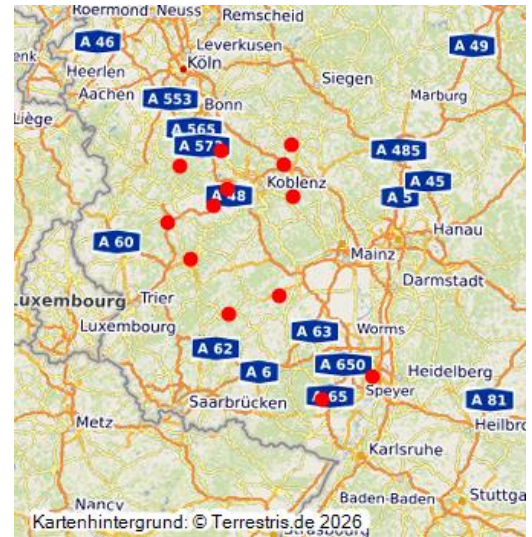 Roermond Neuss
Remscheid
A 46
Leverkusen
A 49
Heerlen
Köln
Siegen
Aachen
A 553
Marburg
Liège
Bonn
A 565
A 485
Koblenz
A 45
A 48
A 5
A 60
Hanau
Mainz
Luxembourg
Trier
Darmstadt
Luxembourg
A 63
Worms
A 62
A 650
A 6
Heidelberg
A 65
Speyer
Saarbrücken
A 81
Metz
Heilbr
Karlsruhe
Baden-Baden
Stuttga
Nancy
Kartenhintergrund: © Terrestris.de 2026